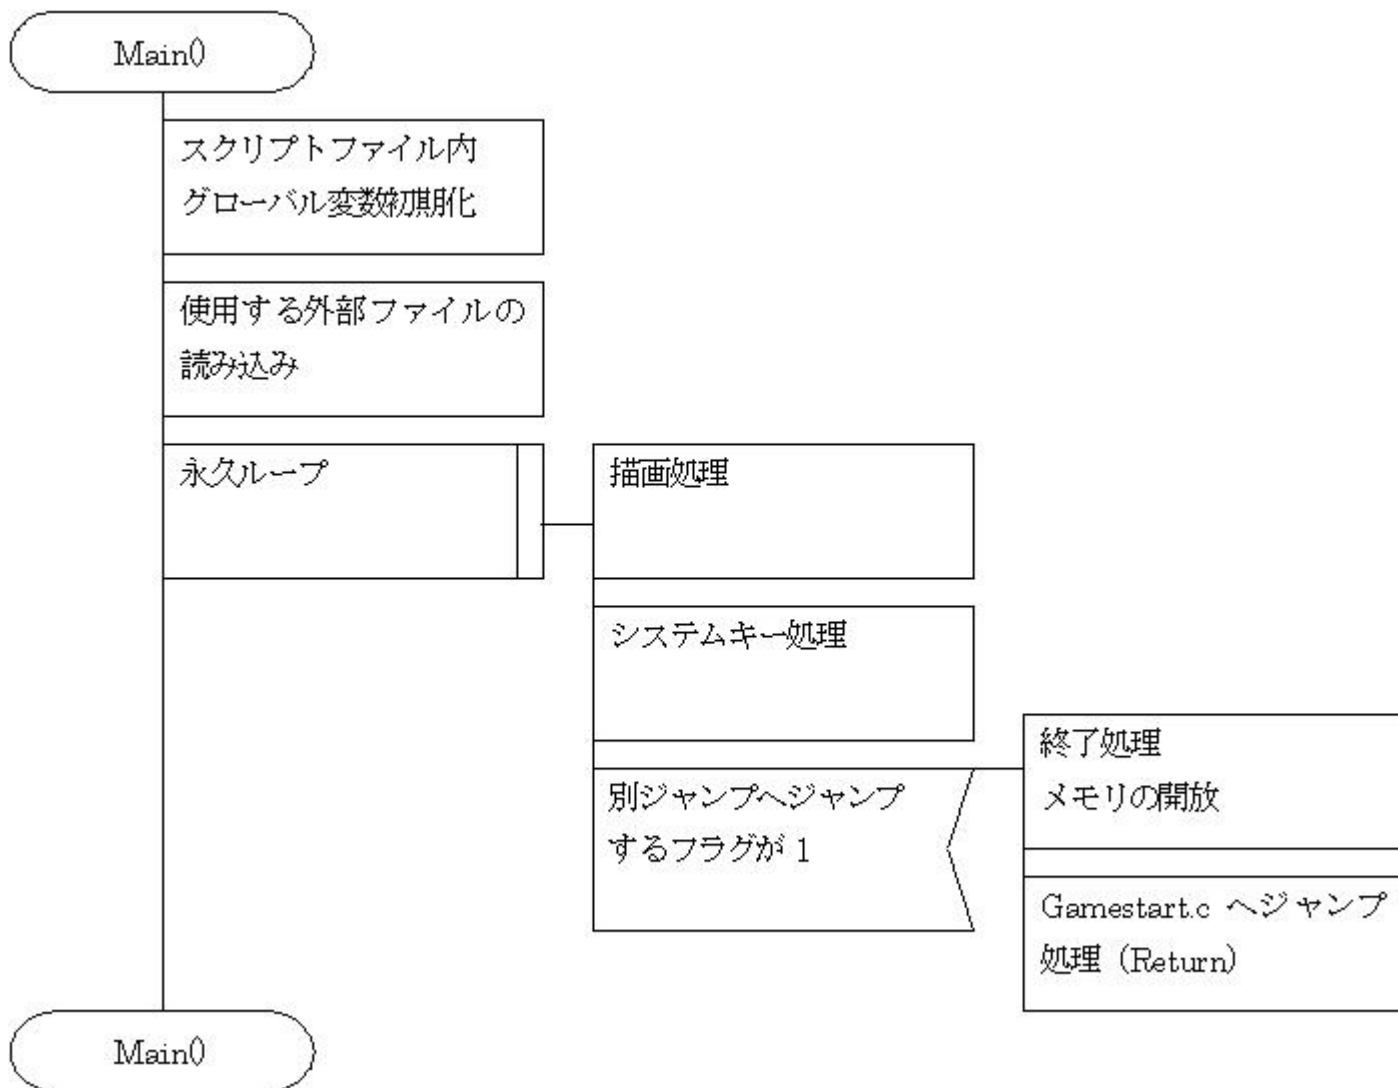 Main()
スクリプトファイル内
グローバル変数初期化
使用する外部ファイルの
読み込み
永久ループ
描画処理
システムキー処理
別ジャンプへジャンプ
するフラグが 1
終了処理
メモリの開放
Gamestart.c へジャンプ
処理 (Return)
Main()